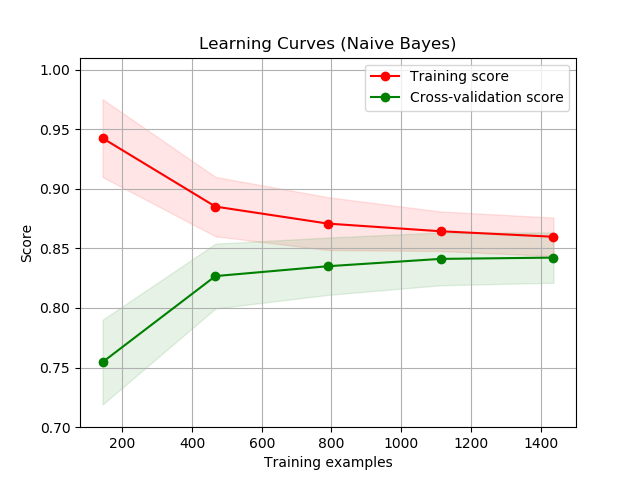 Learning Curves (Naive Bayes)
Training score
Cross-validation score
1.00
0.95
0.90
0.85
0.80
0.75
0.70
Score
200 400 600 800 1000 1200 1400
Training examples